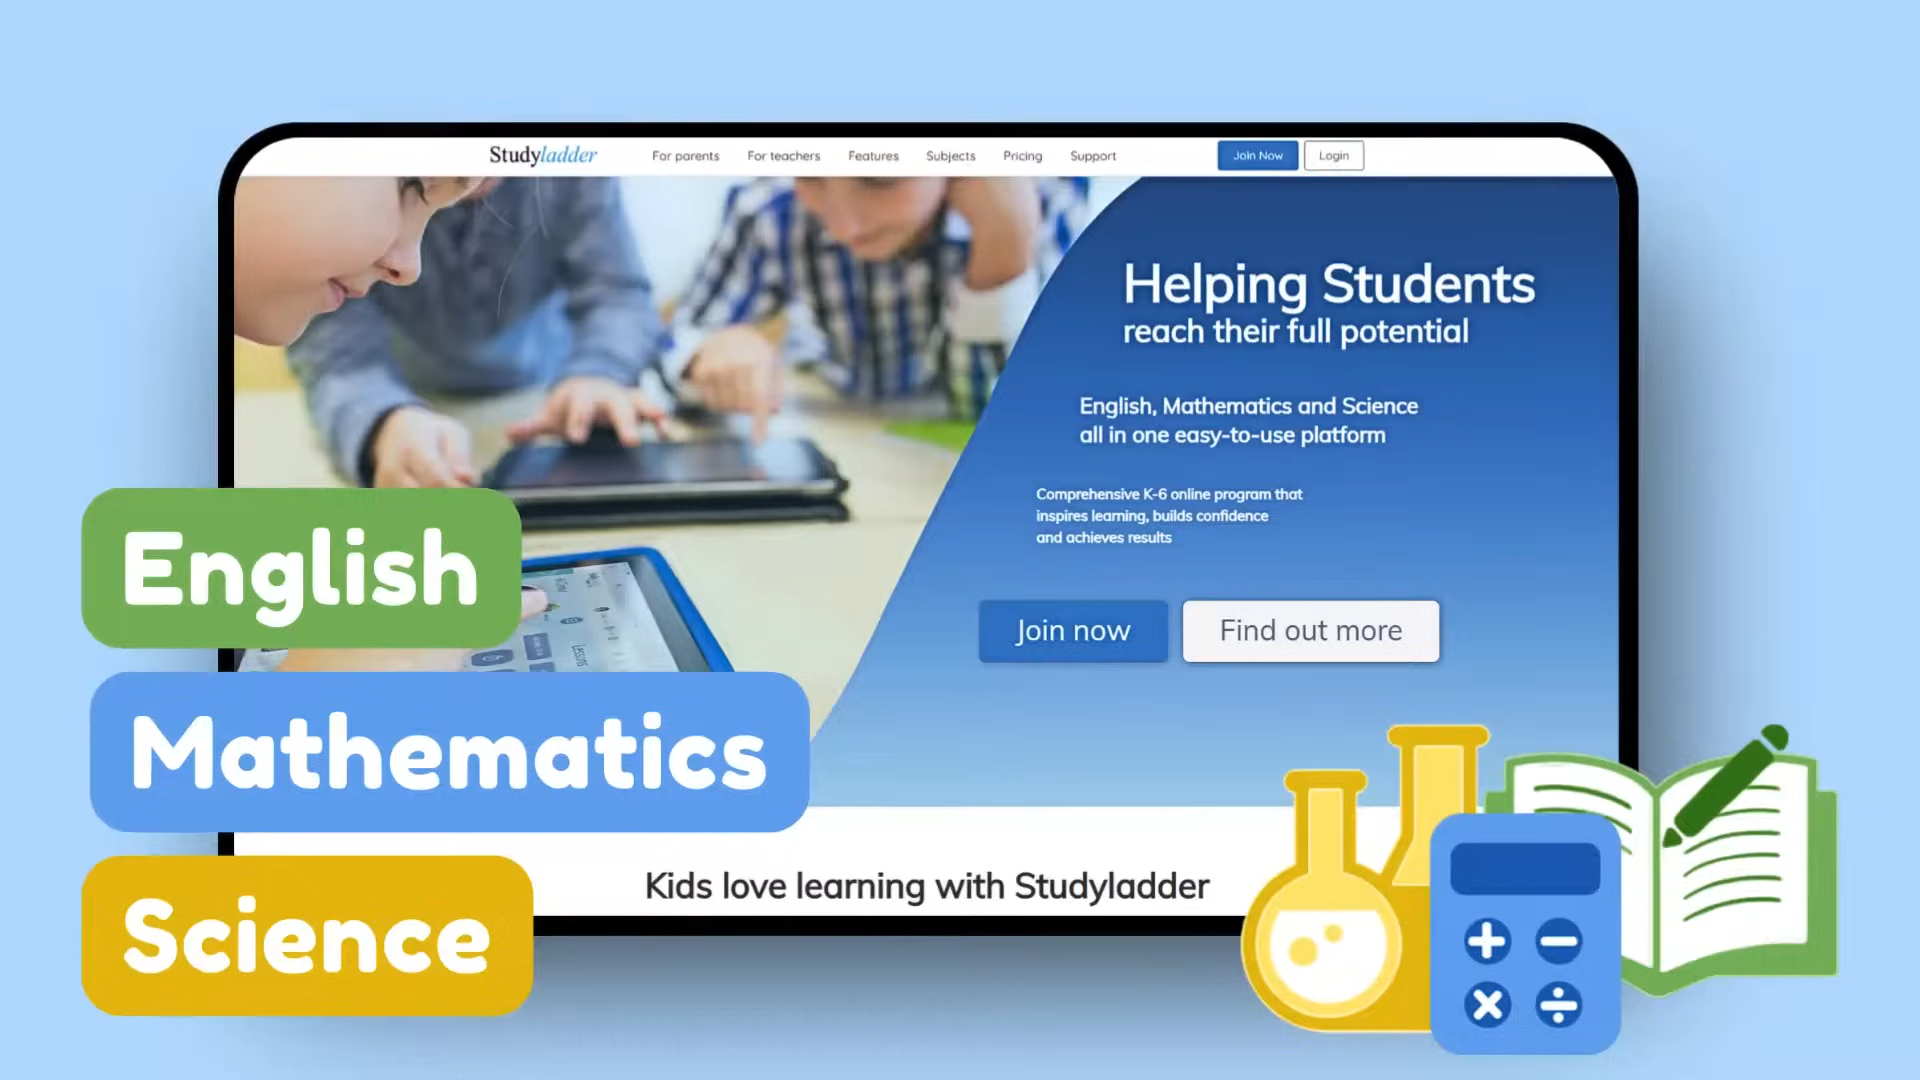 Studyladder
For parents
For teachers
Features
Subjects
Pricing
Support
Join Now
Login
Helping Students
reach their full potential
English, Mathematics and Science
all in one easy-to-use platform
Comprehensive K-6 online program that
inspires learning, builds confidence
and achieves results
Join now
Find out more
English
Mathematics
Science
Kids love learning with Studyladder